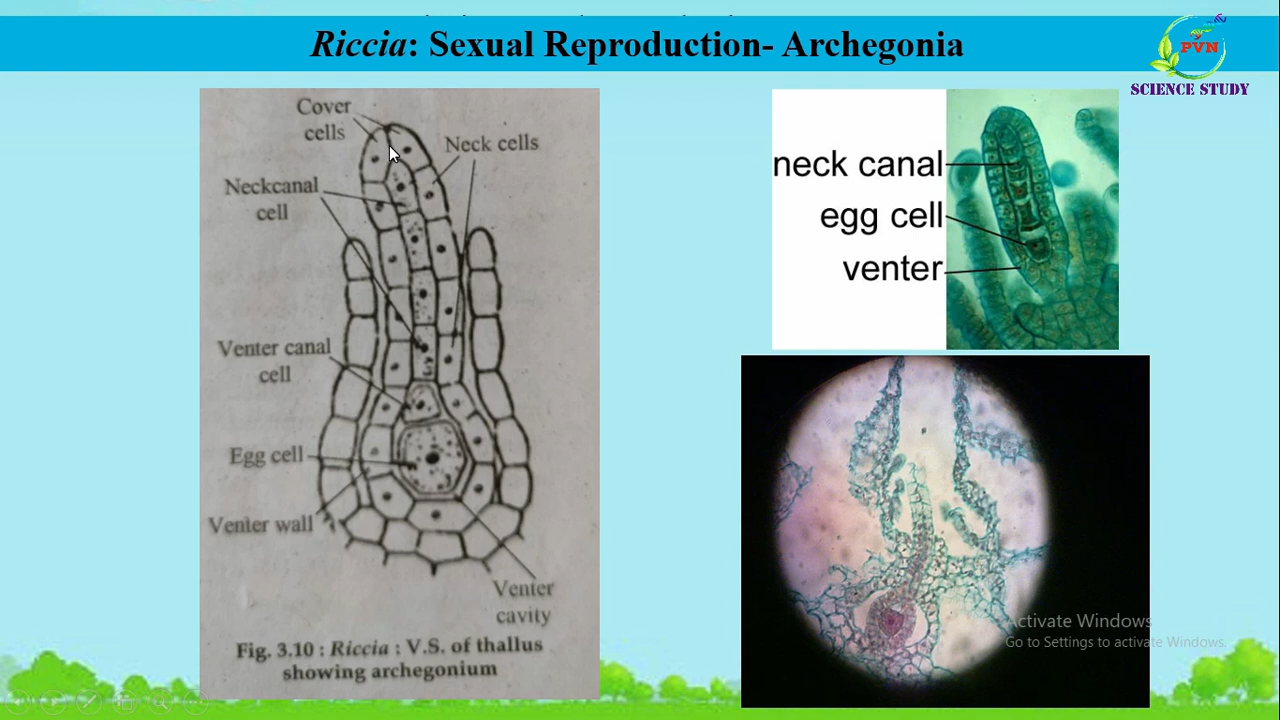 Riccia: Sexual Reproduction- Archegonia
PVN
SCIENCE STUDY
Cover
cells
Neck cells
Neckcanal
cell
Venter canal
cell
Egg cell
Venter wall
Venter
cavity
Fig. 3.10 : Riccia : V.S. of thallus
showing archegonium
neck canal
egg cell
venter
Activate Windows
Go to Settings to activate Windows.